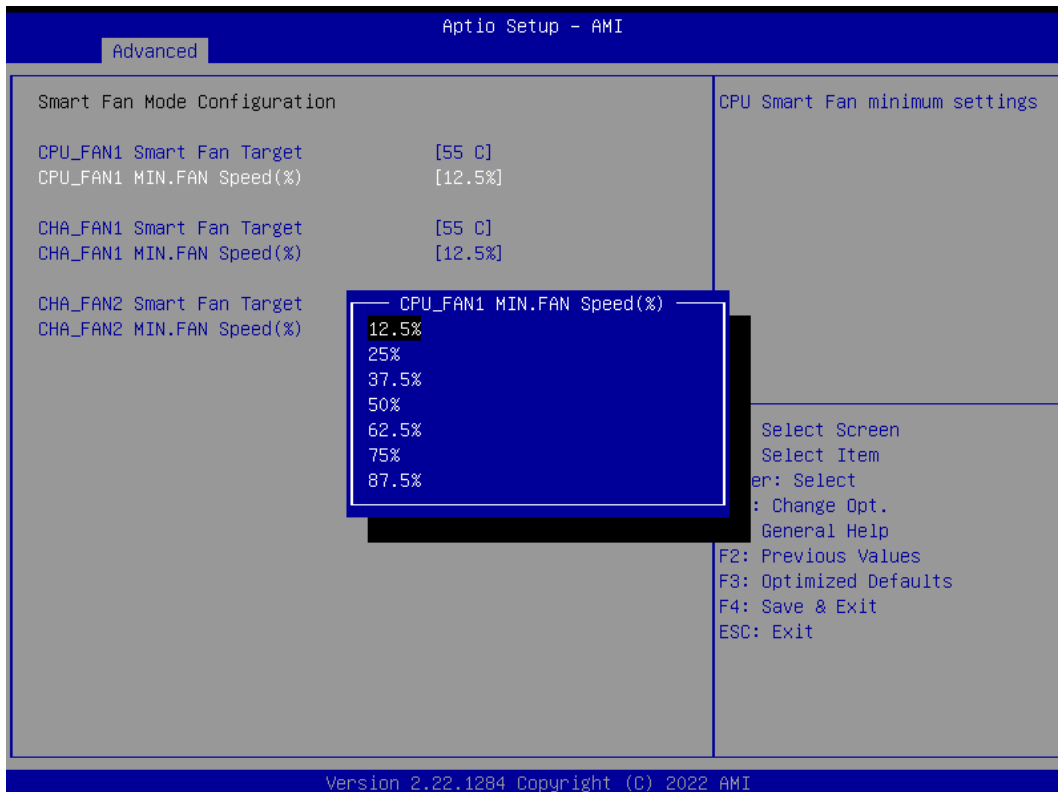 Aptio Setup – AMI
Advanced
Smart Fan Mode Configuration
CPU_FAN1 Smart Fan Target [55 C]
CPU_FAN1 MIN.FAN Speed(%) [12.5%]
CHA_FAN1 Smart Fan Target [55 C]
CHA_FAN1 MIN.FAN Speed(%) [12.5%]
CHA_FAN2 Smart Fan Target
CHA_FAN2 MIN.FAN Speed(%)
CPU_FAN1 MIN.FAN Speed(%)
12.5%
25%
37.5%
50%
62.5%
75%
87.5%
CPU Smart Fan minimum settings
Select Screen
Select Item
er: Select
: Change Opt.
General Help
F2: Previous Values
F3: Optimized Defaults
F4: Save & Exit
ESC: Exit
Version 2.22.1284 Copyright (C) 2022 AMI